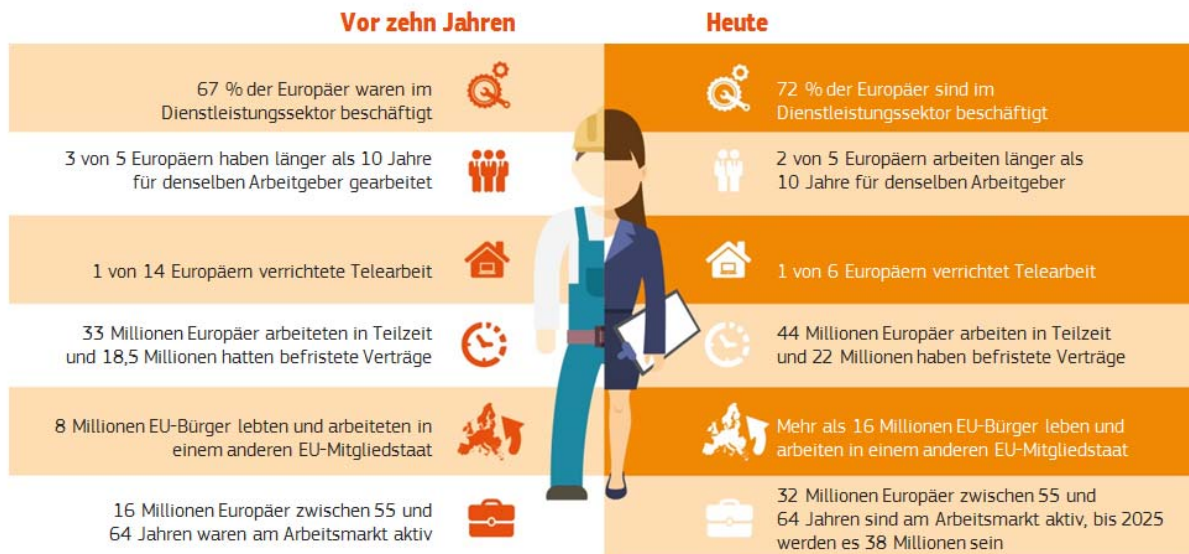 Vor zehn Jahren
Heute
67 % der Europäer waren im
Dienstleistungssektor beschäftigt
72 % der Europäer sind im
Dienstleistungssektor beschäftigt
3 von 5 Europäern haben länger als 10 Jahre
für denselben Arbeitgeber gearbeitet
2 von 5 Europäern arbeiten länger als
10 Jahre für denselben Arbeitgeber
1 von 14 Europäern verrichtete Telearbeit
1 von 6 Europäern verrichtet Telearbeit
33 Millionen Europäer arbeiteten in Teilzeit
und 18,5 Millionen hatten befristete Verträge
44 Millionen Europäer arbeiten in Teilzeit
und 22 Millionen haben befristete Verträge
8 Millionen EU-Bürger lebten und arbeiteten in
einem anderen EU-Mitgliedstaat
Mehr als 16 Millionen EU-Bürger leben und
arbeiten in einem anderen EU-Mitgliedstaat
16 Millionen Europäer zwischen 55 und
64 Jahren waren am Arbeitsmarkt aktiv
32 Millionen Europäer zwischen 55 und
64 Jahren sind am Arbeitsmarkt aktiv, bis 2025
werden es 38 Millionen sein